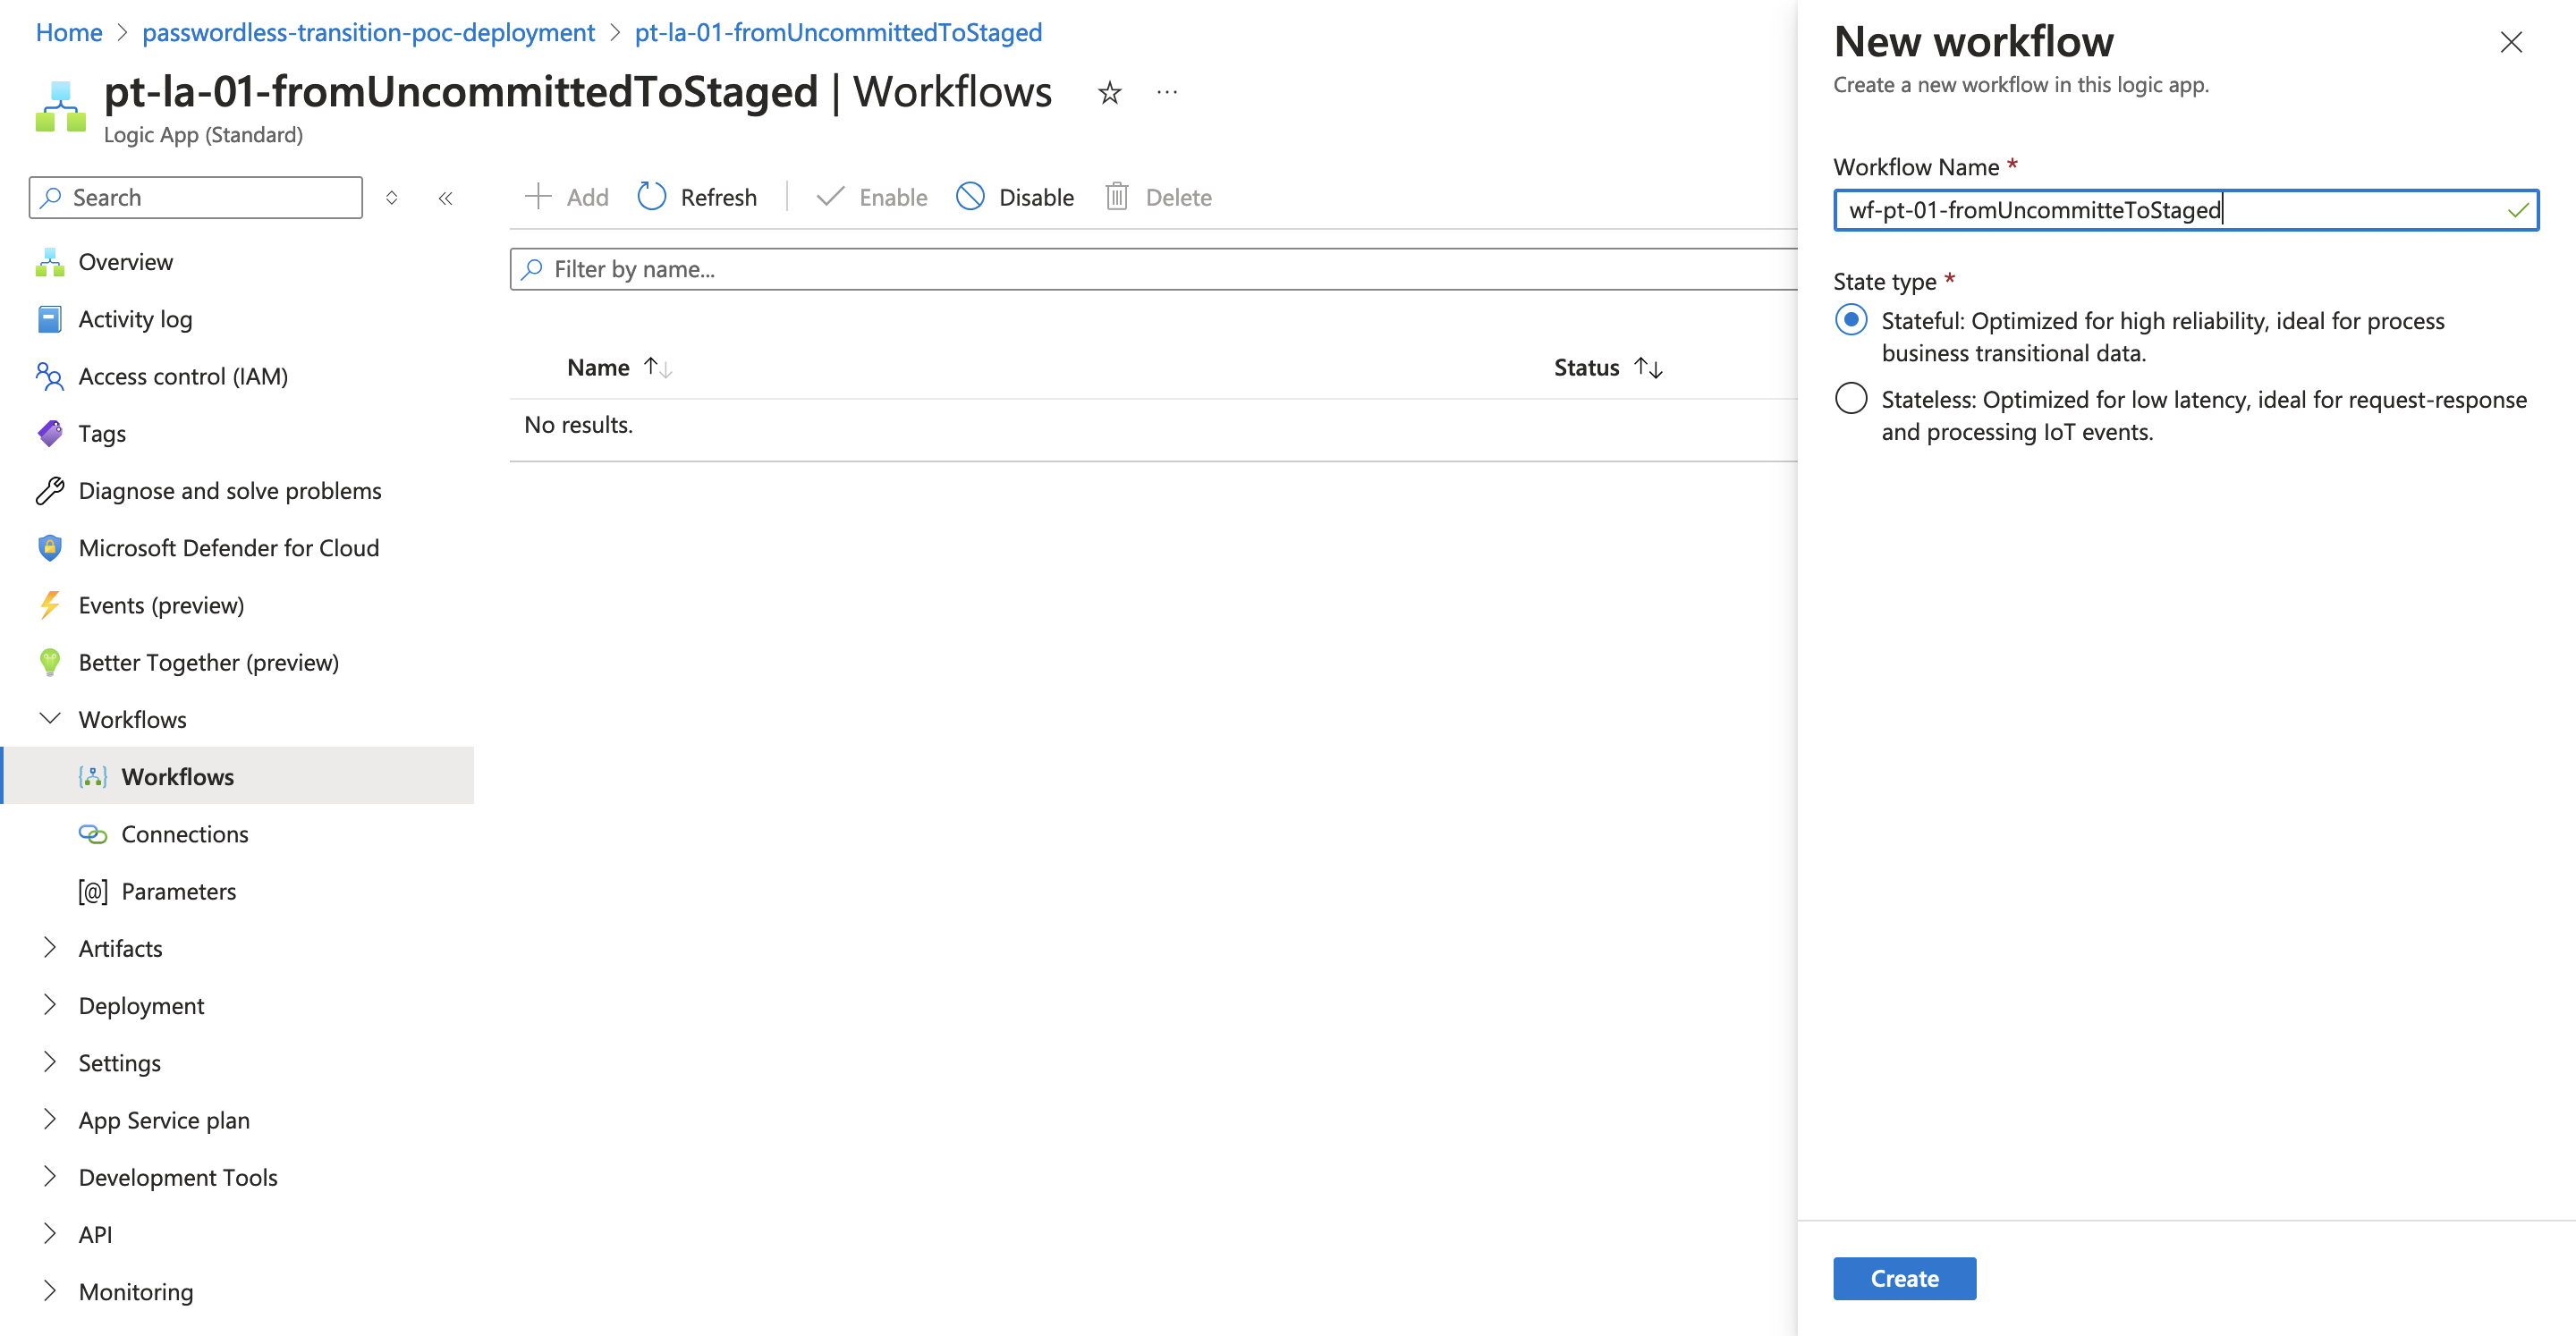 Home > passwordless-transition-poc-deployment > pt-la-01-fromUncommittedToStaged
pt-la-01-fromUncommittedToStaged | Workflows
Logic App (Standard)
Search
Overview
Activity log
Access control (IAM)
Tags
Diagnose and solve problems
Microsoft Defender for Cloud
Events (preview)
Better Together (preview)
Workflows
Workflows
Connections
[@] Parameters
Artifacts
Deployment
Settings
App Service plan
Development Tools
API
Monitoring
Add Refresh Enable Disable Delete
Filter by name...
Name Status
No results.
New workflow
Create a new workflow in this logic app.
Workflow Name *
wf-pt-01-fromUncommitteToStaged
State type *
Stateful: Optimized for high reliability, ideal for process
business transitional data.
Stateless: Optimized for low latency, ideal for request-response
and processing IoT events.
Create